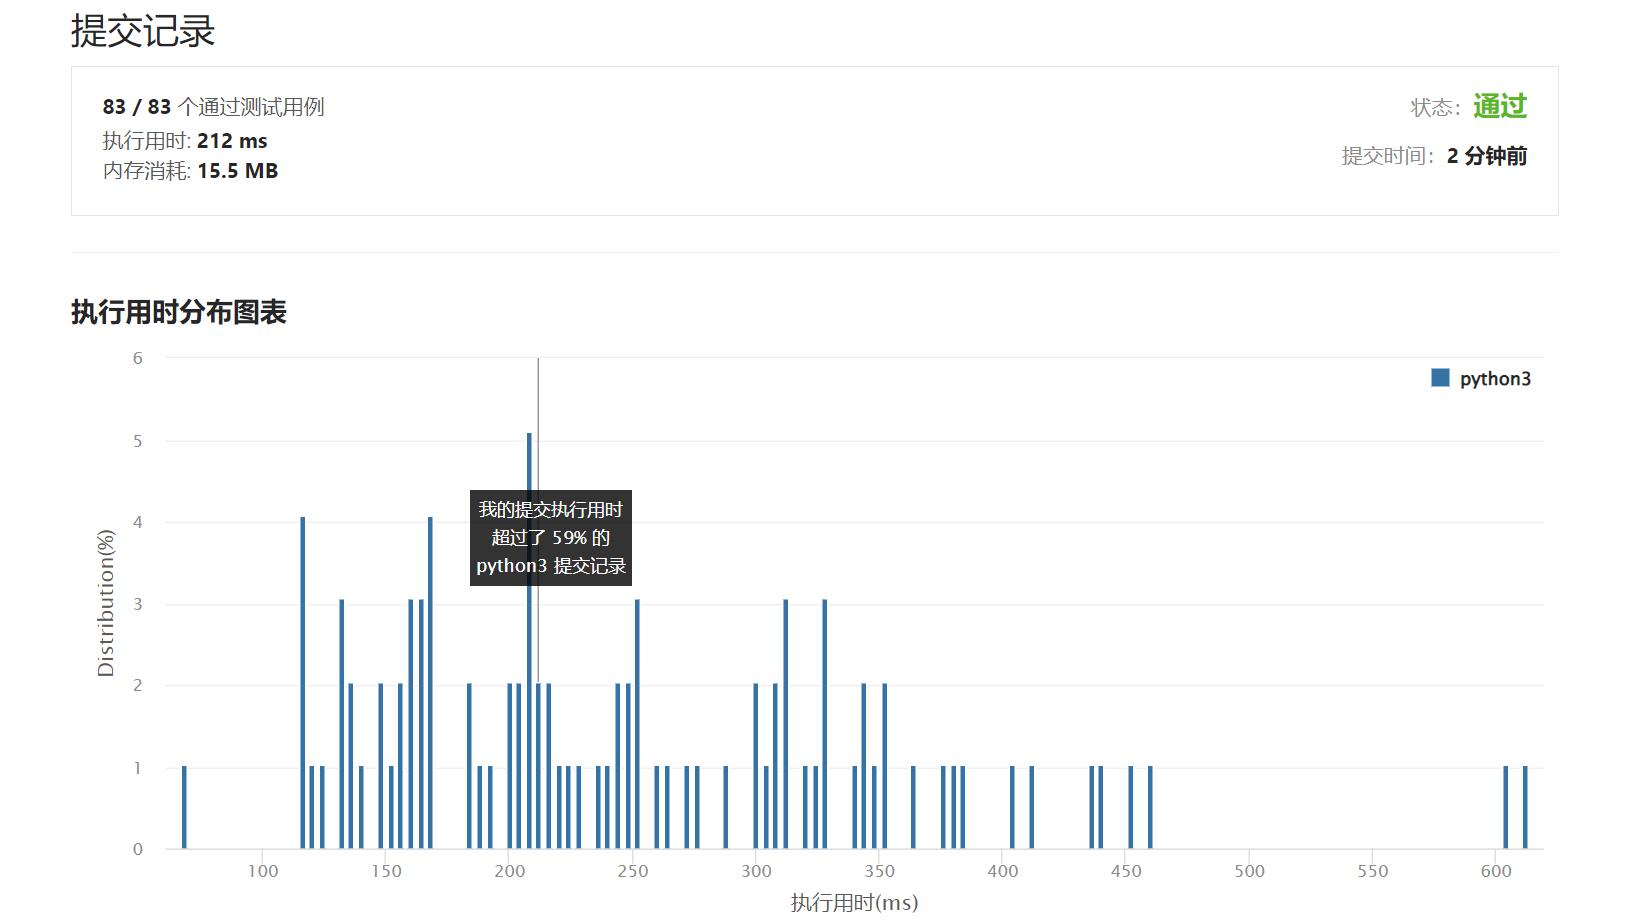 提交记录
83 / 83 个通过测试用例
状态：通过
执行用时: 212 ms
提交时间：2 分钟前
内存消耗: 15.5 MB
执行用时分布图表
python3
我的提交执行用时
超过了 59% 的
python3 提交记录
Distribution(%)
6
5
4
3
2
1
0
100 150 200 250 300 350 400 450 500 550 600
执行用时(ms)